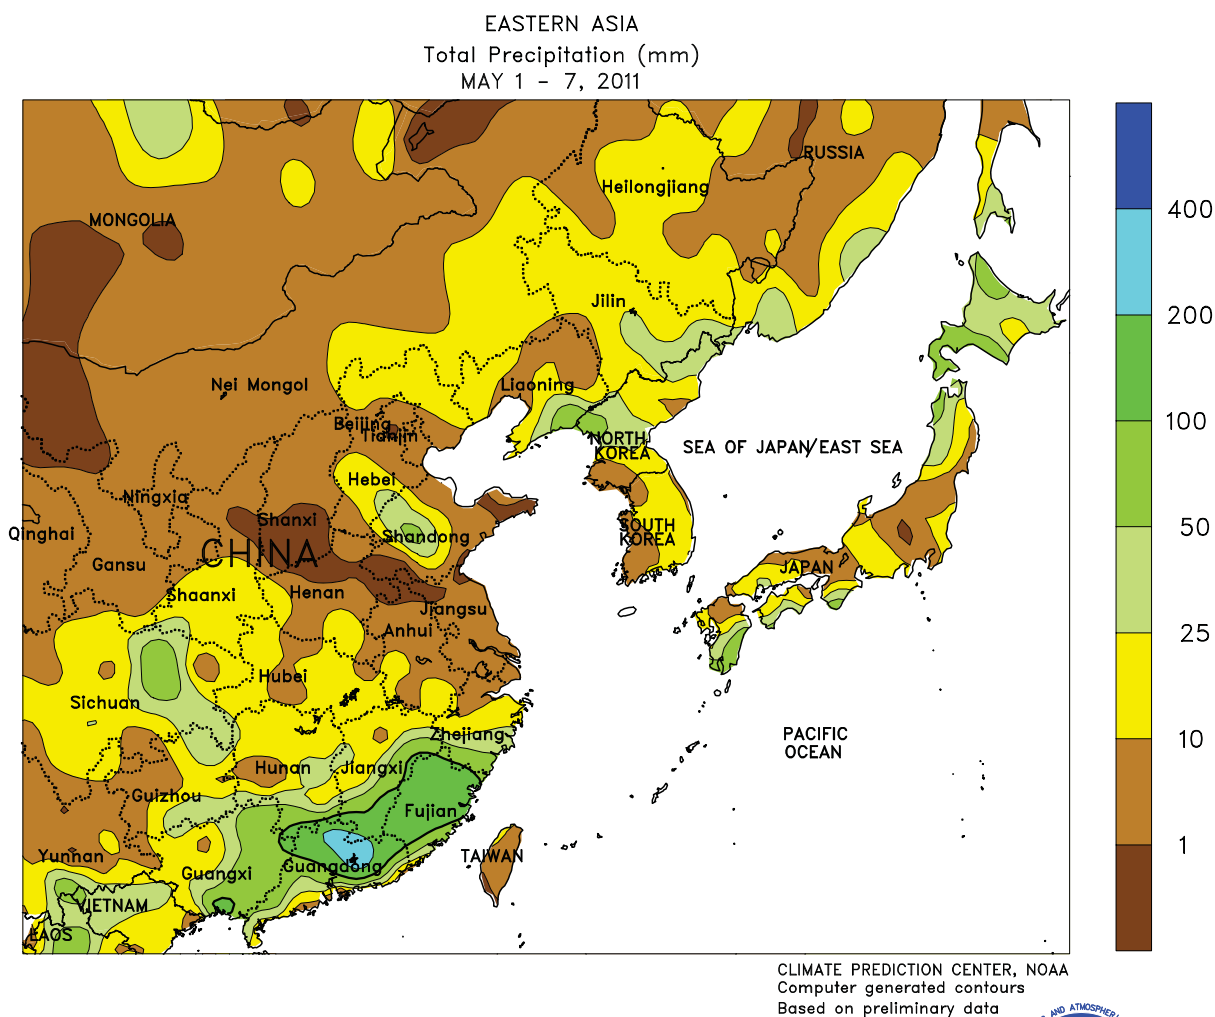 EASTERN ASIA
Total Precipitation (mm)
MAY 1 - 7, 2011
RUSSIA
Heilongjiang
MONGOLIA
400
Jilin
200
Nei Mongol
Liaoning
100
Beijing
Tianjin
NORTH
KOREA
SEA OF JAPAN/EAST SEA
Hebei
Ningxia
Shanxi
50
SOUTH
KOREA
Qinghai
Shandong
CHINA
Gansu
JAPAN
Shaanxi
Henan
Jiangsu
Anhui
25
Hubei
Sichuan
Zhejiang
PACIFIC
OCEAN
10
Hunan
Jiangxi
Guizhou
Fujian
1
Yunnan
Guangdong
TAIWAN
Guangxi
VIETNAM
LAOS
CLIMATE PREDICTION CENTER, NOAA
Computer generated contours
Based on preliminary data
AND ATMOSPHER